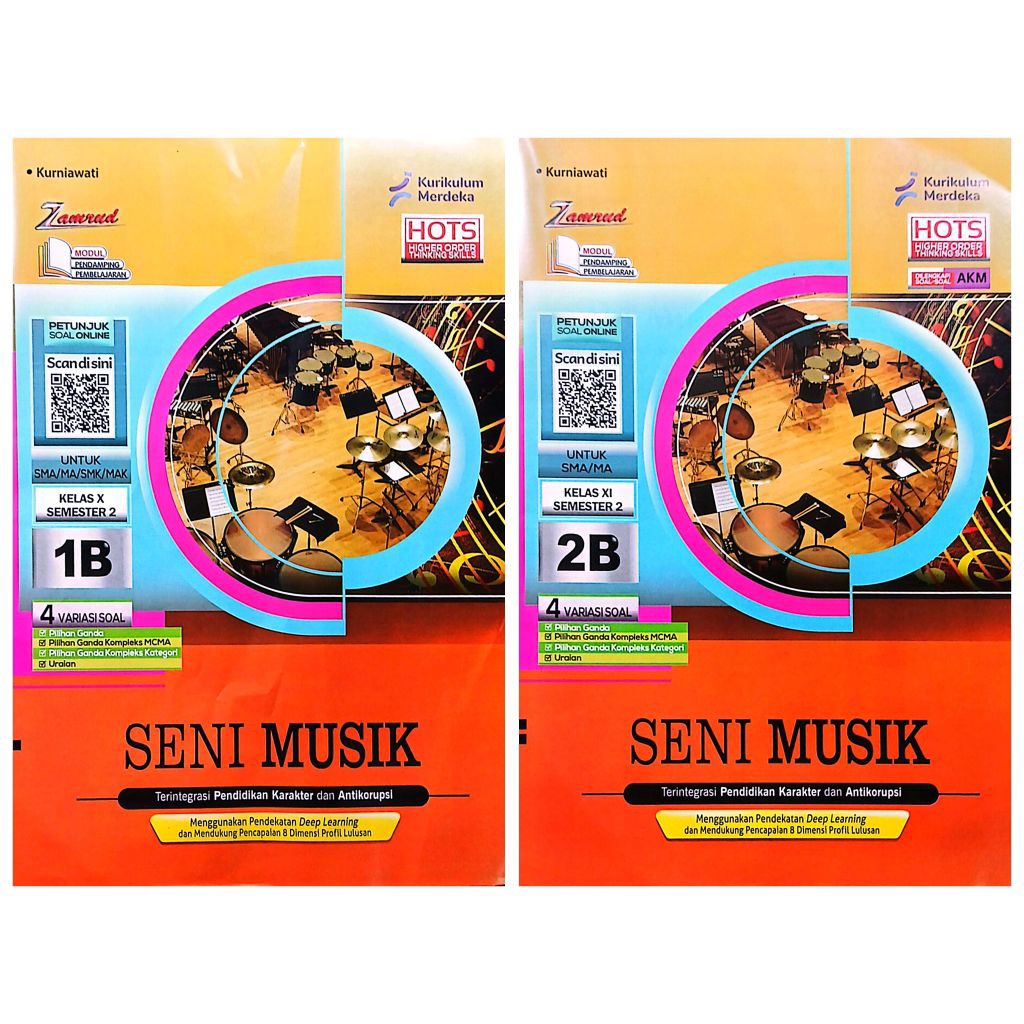 • Kurniawati
Zamrud
MODUL
PENDAMPING
PEMBELAJARAN
Kurikulum
Merdeka
HOTS
HIGHER ORDER
THINKING SKILLS
PETUNJUK
SOAL ONLINE
Scan di sini
UNTUK
SMA/MA/SMK/MAK
KELAS X
SEMESTER 2
1B
4 VARIASI SOAL
Pilihan Ganda
Pilihan Ganda Kompleks MCMA
Pilihan Ganda Kompleks Kategori
Uraian
SENI MUSIK
Terintegrasi Pendidikan Karakter dan Antikorupsi
Menggunakan Pendekatan Deep Learning
dan Mendukung Pencapaian 8 Dimensi Profil Lulusan
• Kurniawati
Zamrud
MODUL
PENDAMPING
PEMBELAJARAN
Kurikulum
Merdeka
HOTS
HIGHER ORDER
THINKING SKILLS
DILENGKAPI
SOAL-SOAL
AKM
PETUNJUK
SOAL ONLINE
Scan di sini
UNTUK
SMA/MA
KELAS XI
SEMESTER 2
2B
4 VARIASI SOAL
Pilihan Ganda
Pilihan Ganda Kompleks MCMA
Pilihan Ganda Kompleks Kategori
Uraian
SENI MUSIK
Terintegrasi Pendidikan Karakter dan Antikorupsi
Menggunakan Pendekatan Deep Learning
dan Mendukung Pencapaian 8 Dimensi Profil Lulusan